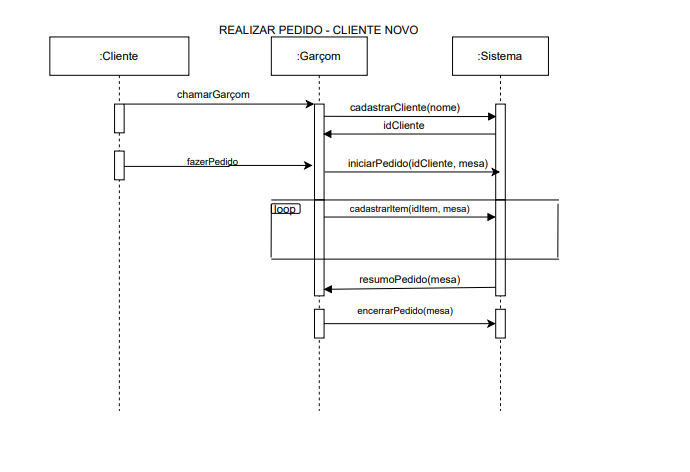 REALIZAR PEDIDO - CLIENTE NOVO
:Cliente
:Garçom
:Sistema
chamarGarçom
cadastrarCliente(nome)
idCliente
fazerPedido
iniciarPedido(idCliente, mesa)
loop
cadastrarItem(idItem, mesa)
resumoPedido(mesa)
encerrarPedido(mesa)